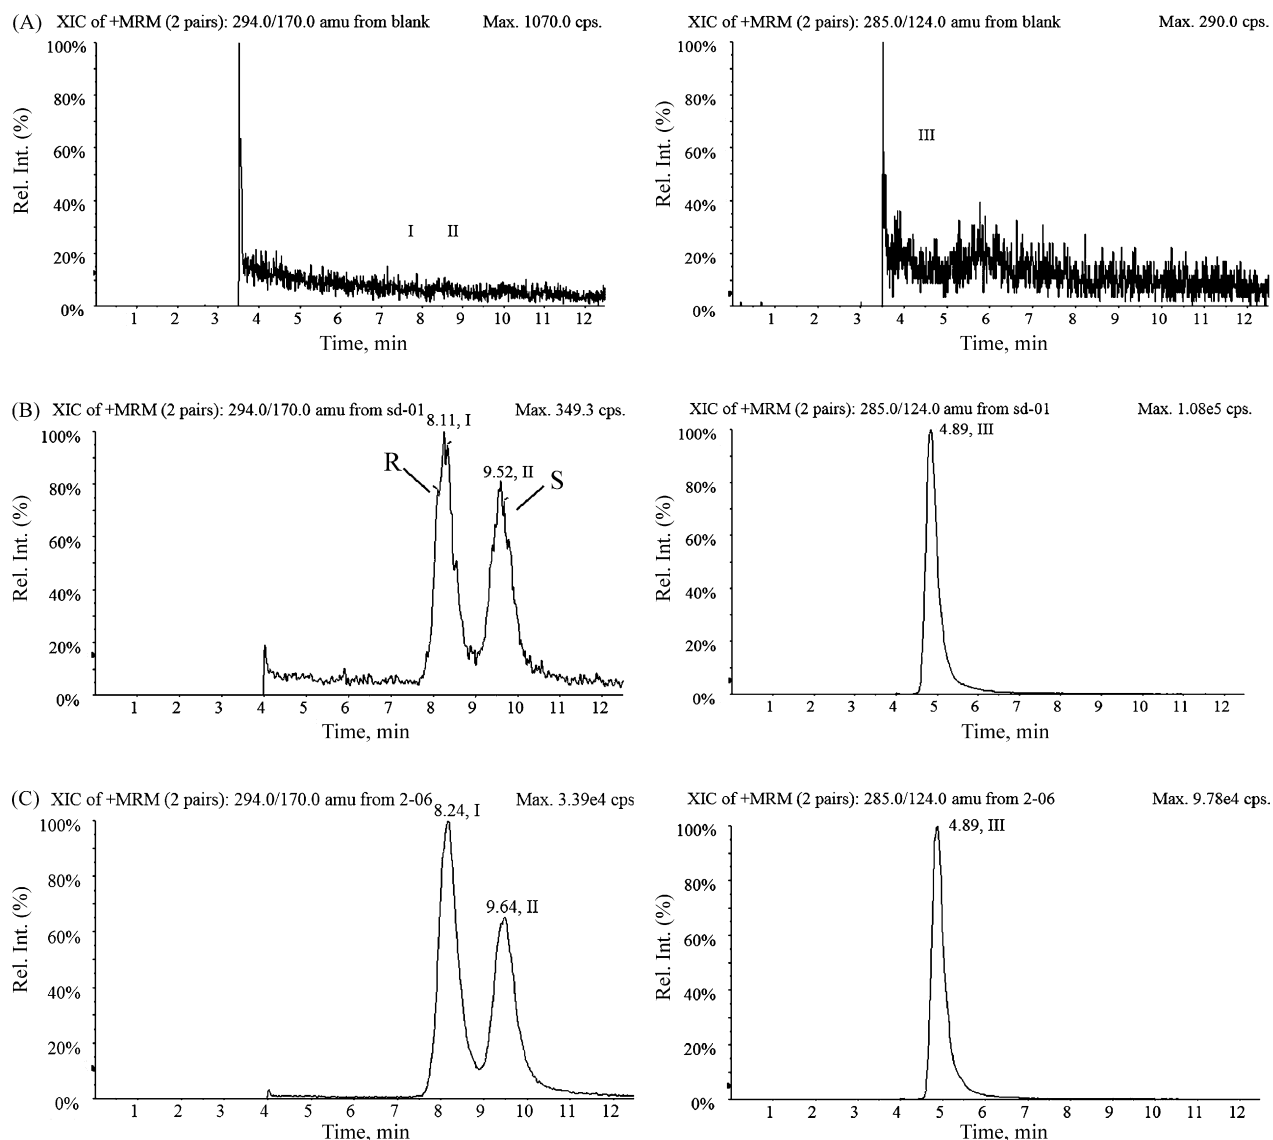 (A) XIC of +MRM (2 pairs): 294.0/170.0 amu from blank Max. 1070.0 cps.
100%
80%
60%
40%
20%
0%
Rel. Int. (%)
I II
1 2 3 4 5 6 7 8 9 10 11 12
Time, min
XIC of +MRM (2 pairs): 285.0/124.0 amu from blank Max. 290.0 cps.
100%
80%
60%
40%
20%
0%
Rel. Int. (%)
III
1 2 3 4 5 6 7 8 9 10 11 12
Time, min
(B) XIC of +MRM (2 pairs): 294.0/170.0 amu from sd-01 Max. 349.3 cps.
8.11, I
100%
80%
60%
40%
20%
0%
Rel. Int. (%)
R
9.52, II
S
1 2 3 4 5 6 7 8 9 10 11 12
Time, min
XIC of +MRM (2 pairs): 285.0/124.0 amu from sd-01 Max. 1.08e5 cps.
4.89, III
100%
80%
60%
40%
20%
0%
Rel. Int. (%)
1 2 3 4 5 6 7 8 9 10 11 12
Time, min
(C) XIC of +MRM (2 pairs): 294.0/170.0 amu from 2-06 Max. 3.39e4 cps
8.24, I
100%
80%
60%
40%
20%
0%
Rel. Int. (%)
9.64, II
1 2 3 4 5 6 7 8 9 10 11 12
Time, min
XIC of +MRM (2 pairs): 285.0/124.0 amu from 2-06 Max. 9.78e4 cps.
4.89, III
100%
80%
60%
40%
20%
0%
Rel. Int. (%)
1 2 3 4 5 6 7 8 9 10 11 12
Time, min